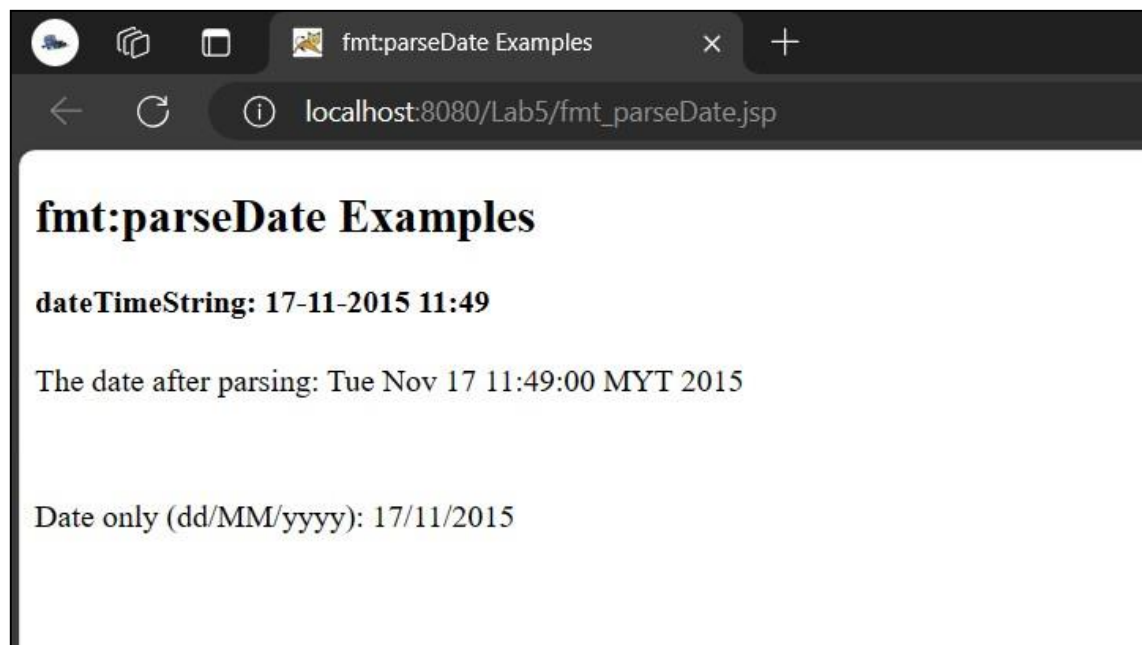 fmt:parseDate Examples
localhost:8080/Lab5/fmt_parseDate.jsp
fmt:parseDate Examples
dateTimeString: 17-11-2015 11:49
The date after parsing: Tue Nov 17 11:49:00 MYT 2015
Date only (dd/MM/yyyy): 17/11/2015